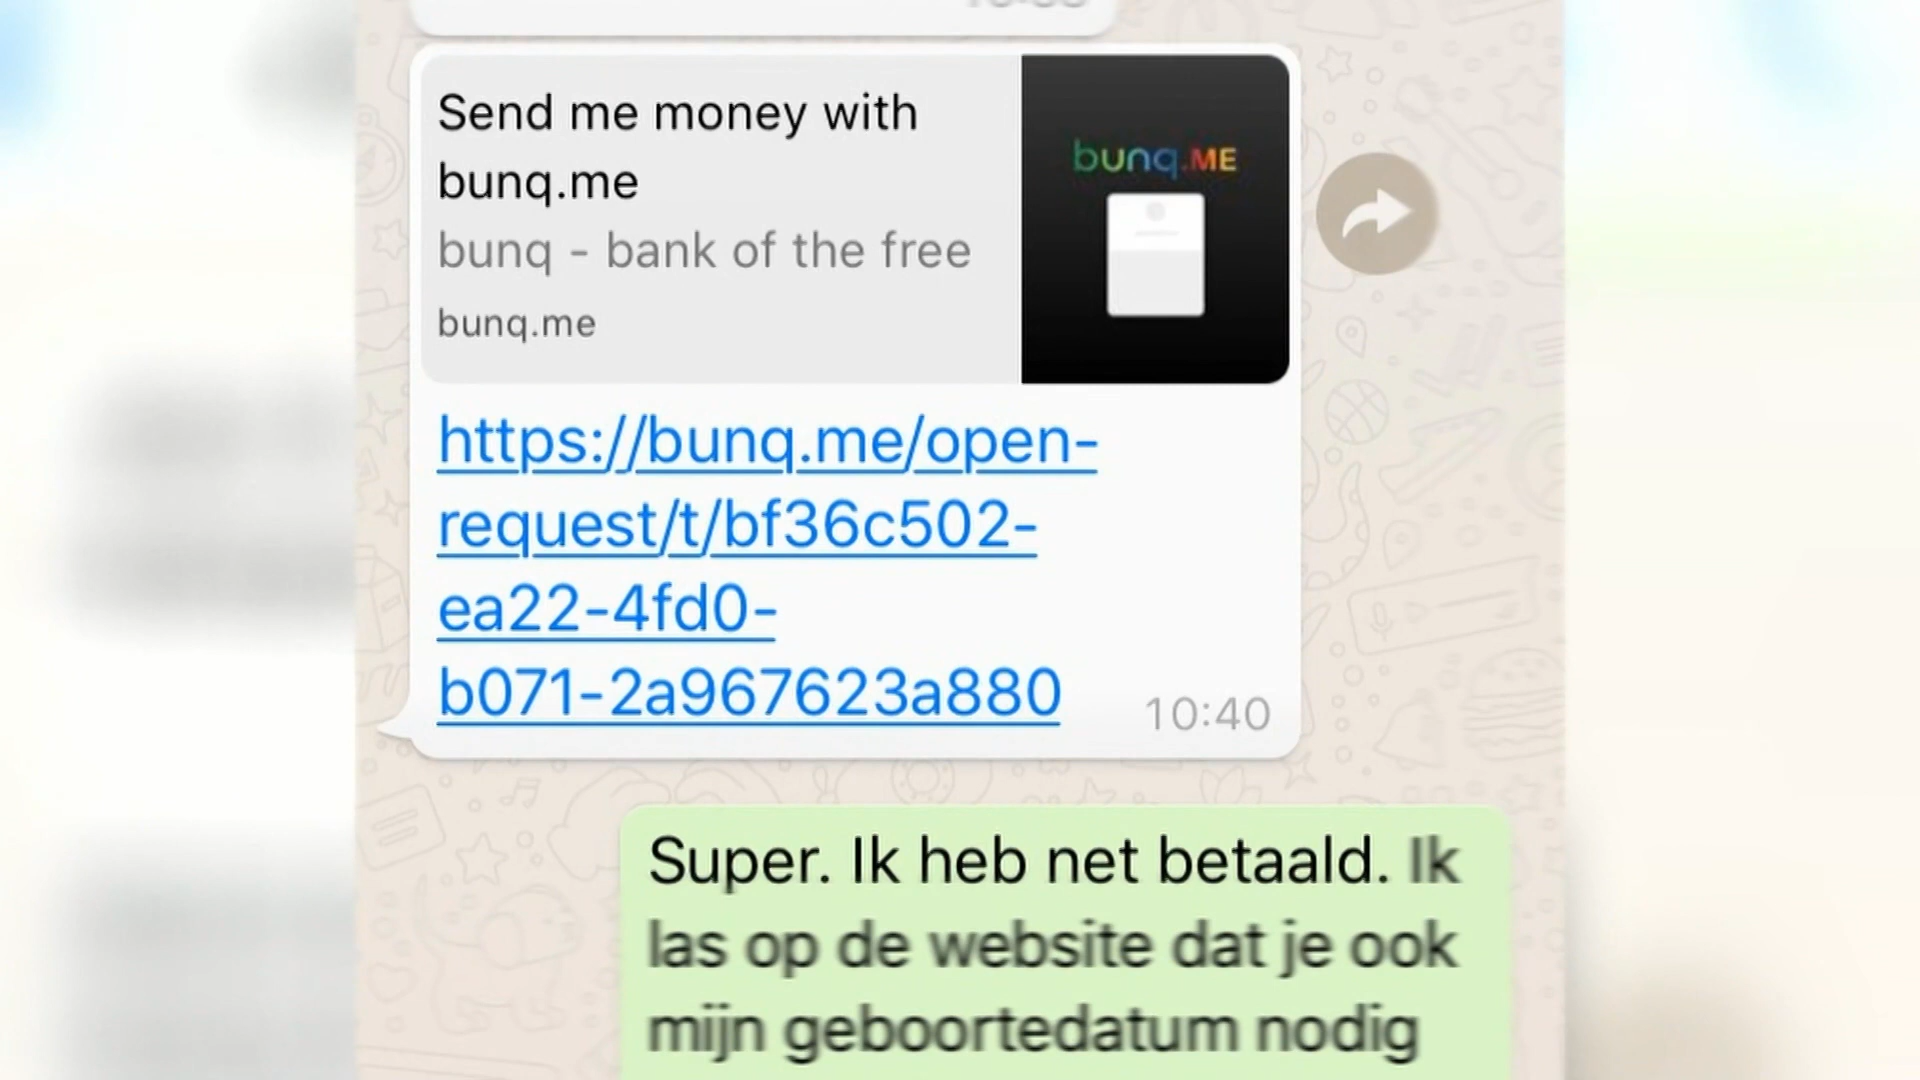 Send me money with
bunq.me
bunq - bank of the free
bunq.me
bunq.ME
https://bunq.me/open-
request/t/bf36c502-
ea22-4fd0-
b071-2a967623a880
10:40
Super. Ik heb net betaald. Ik
las op de website dat je ook
mijn geboortedatum nodig